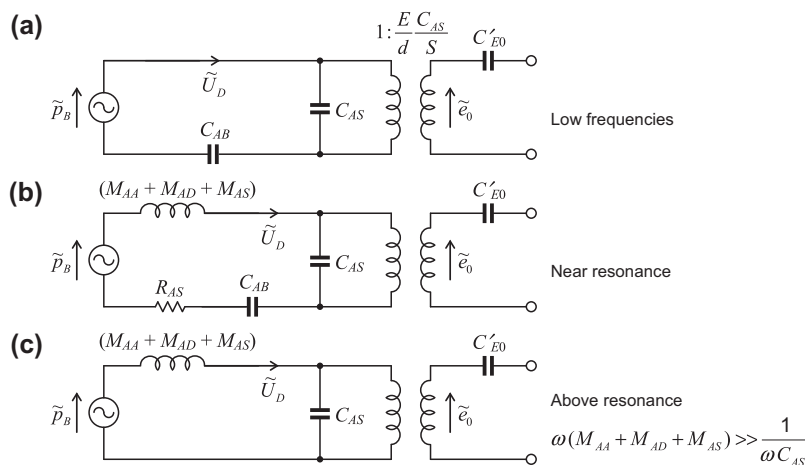 (a)
1:E/d C_AS/S
C′_E0
p̃_B
Ũ_D
C_AB
C_AS
ẽ_0
Low frequencies
(b)
(M_AA + M_AD + M_AS)
C′_E0
p̃_B
Ũ_D
R_AS
C_AB
C_AS
ẽ_0
Near resonance
(c)
(M_AA + M_AD + M_AS)
C′_E0
p̃_B
Ũ_D
C_AS
ẽ_0
Above resonance
ω(M_AA + M_AD + M_AS) >> 1/ωC_AS